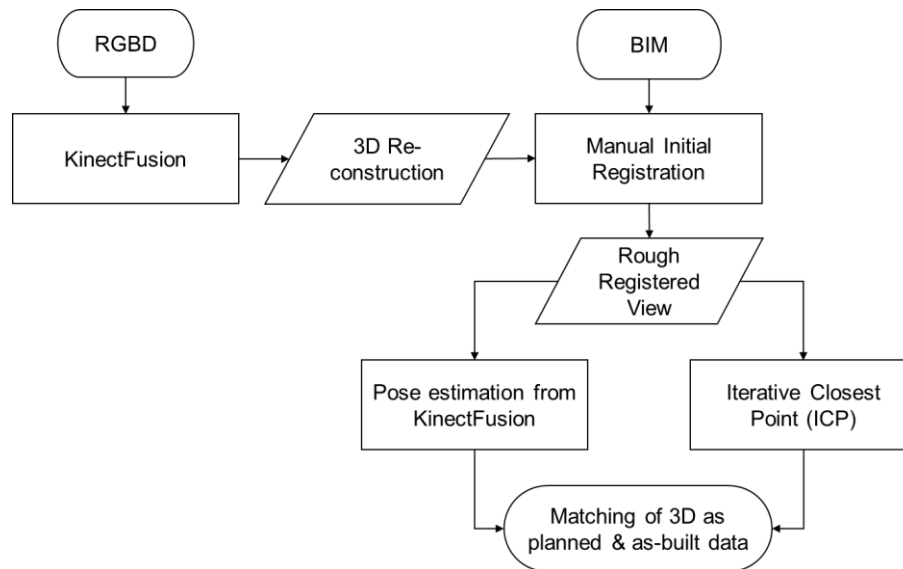 RGBD
BIM
KinectFusion
3D Re-
construction
Manual Initial
Registration
Rough
Registered
View
Pose estimation from
KinectFusion
Iterative Closest
Point (ICP)
Matching of 3D as
planned & as-built data